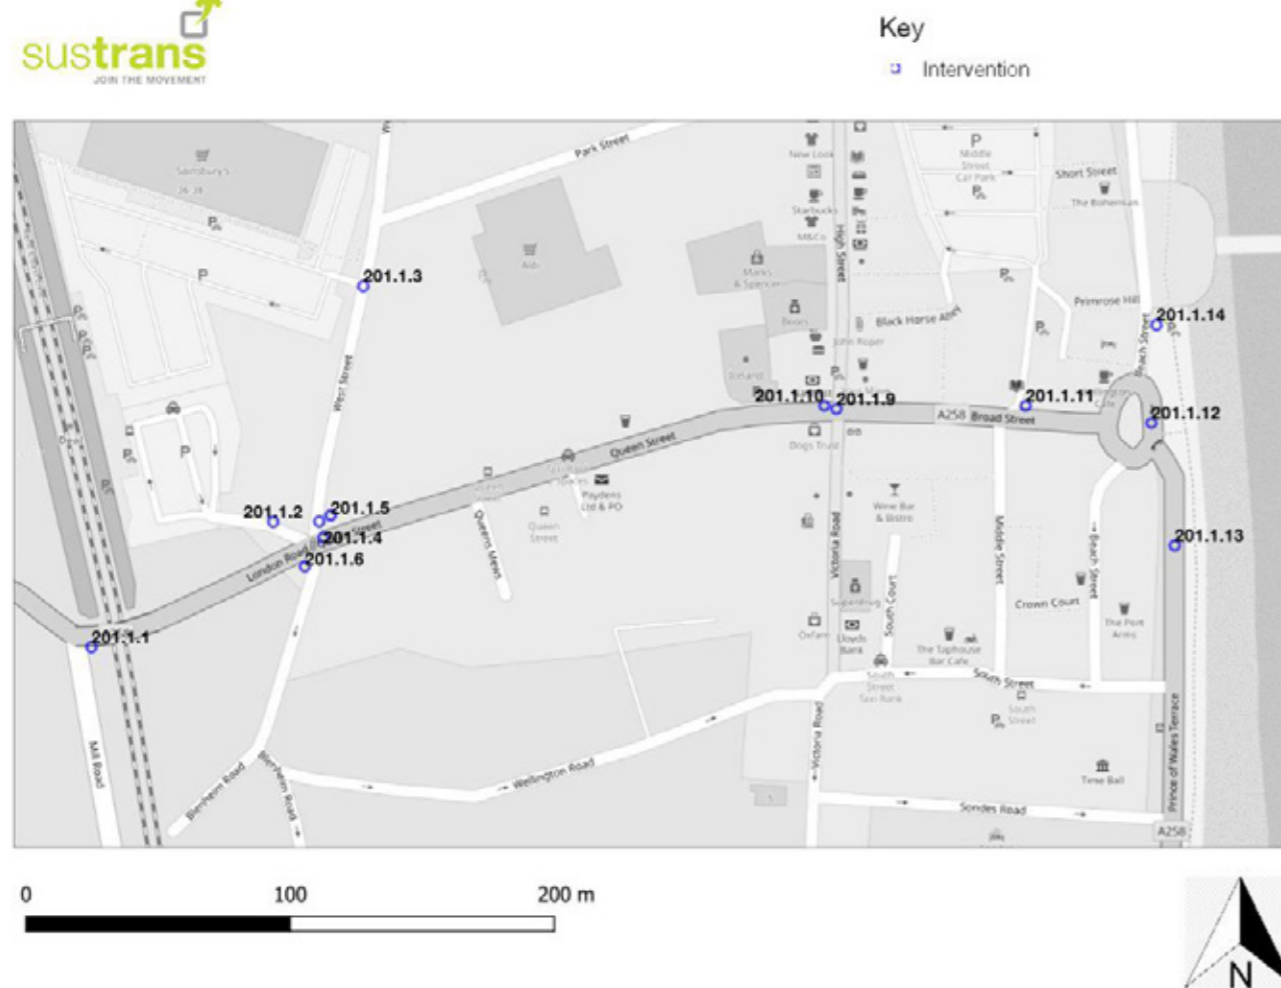 sustrans
JOIN THE MOVEMENT
Key
Intervention
Park Street
New Look
Sainsbury's
36-38
P
Middle
Street
Car Park
Short Street
The Bohemian
Starbucks
M&Co
High Street
Aldi
Marks
& Spencer
P
201.1.3
Boots
Black Horse Alley
Primrose Hill
201.1.14
John Roper
Beach Street
Iceland
West Street
201.1.10
201.1.9
201.1.11
201.1.12
A258
Broad Street
Queen Street
Dogs Trust
Deal
P
Paydens
Ltd & PO
Wine Bar
& Bistro
201.1.2
201.1.5
Queen
Street
Queens Mews
201.1.4
201.1.13
London Road
201.1.6
Victoria Road
Middle Street
Beach Street
South Court
Superdrug
Crown Court
The Port
Arms
201.1.1
Oxfam
Lloyds
Bank
The Taphouse
Bar Cafe
South
Street
Taxi Rank
South Street
South
Street
Mill Road
Blenheim Road
Blenheim Road
Wellington Road
Victoria Road
Time Ball
Prince of Wales Terrace
Sondes Road
A258
0
100
200 m
N